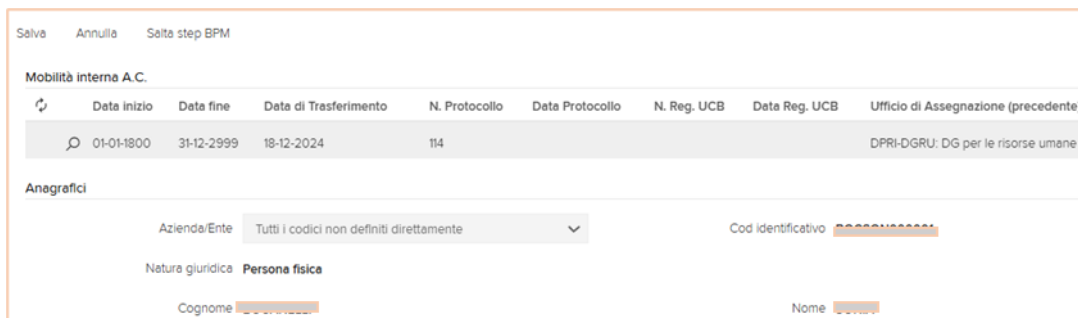 Salva Annulla Salta step BPM
Mobilità interna A.C.
Data inizio Data fine Data di Trasferimento N. Protocollo Data Protocollo N. Reg. UCB Data Reg. UCB Ufficio di Assegnazione (precedente)
01-01-1800 31-12-2999 18-12-2024 114 DPRI-DGRU: DG per le risorse umane
Anagrafici
Azienda/Ente Tutti i codici non definiti direttamente Cod identificativo
Natura giuridica Persona fisica
Cognome Nome